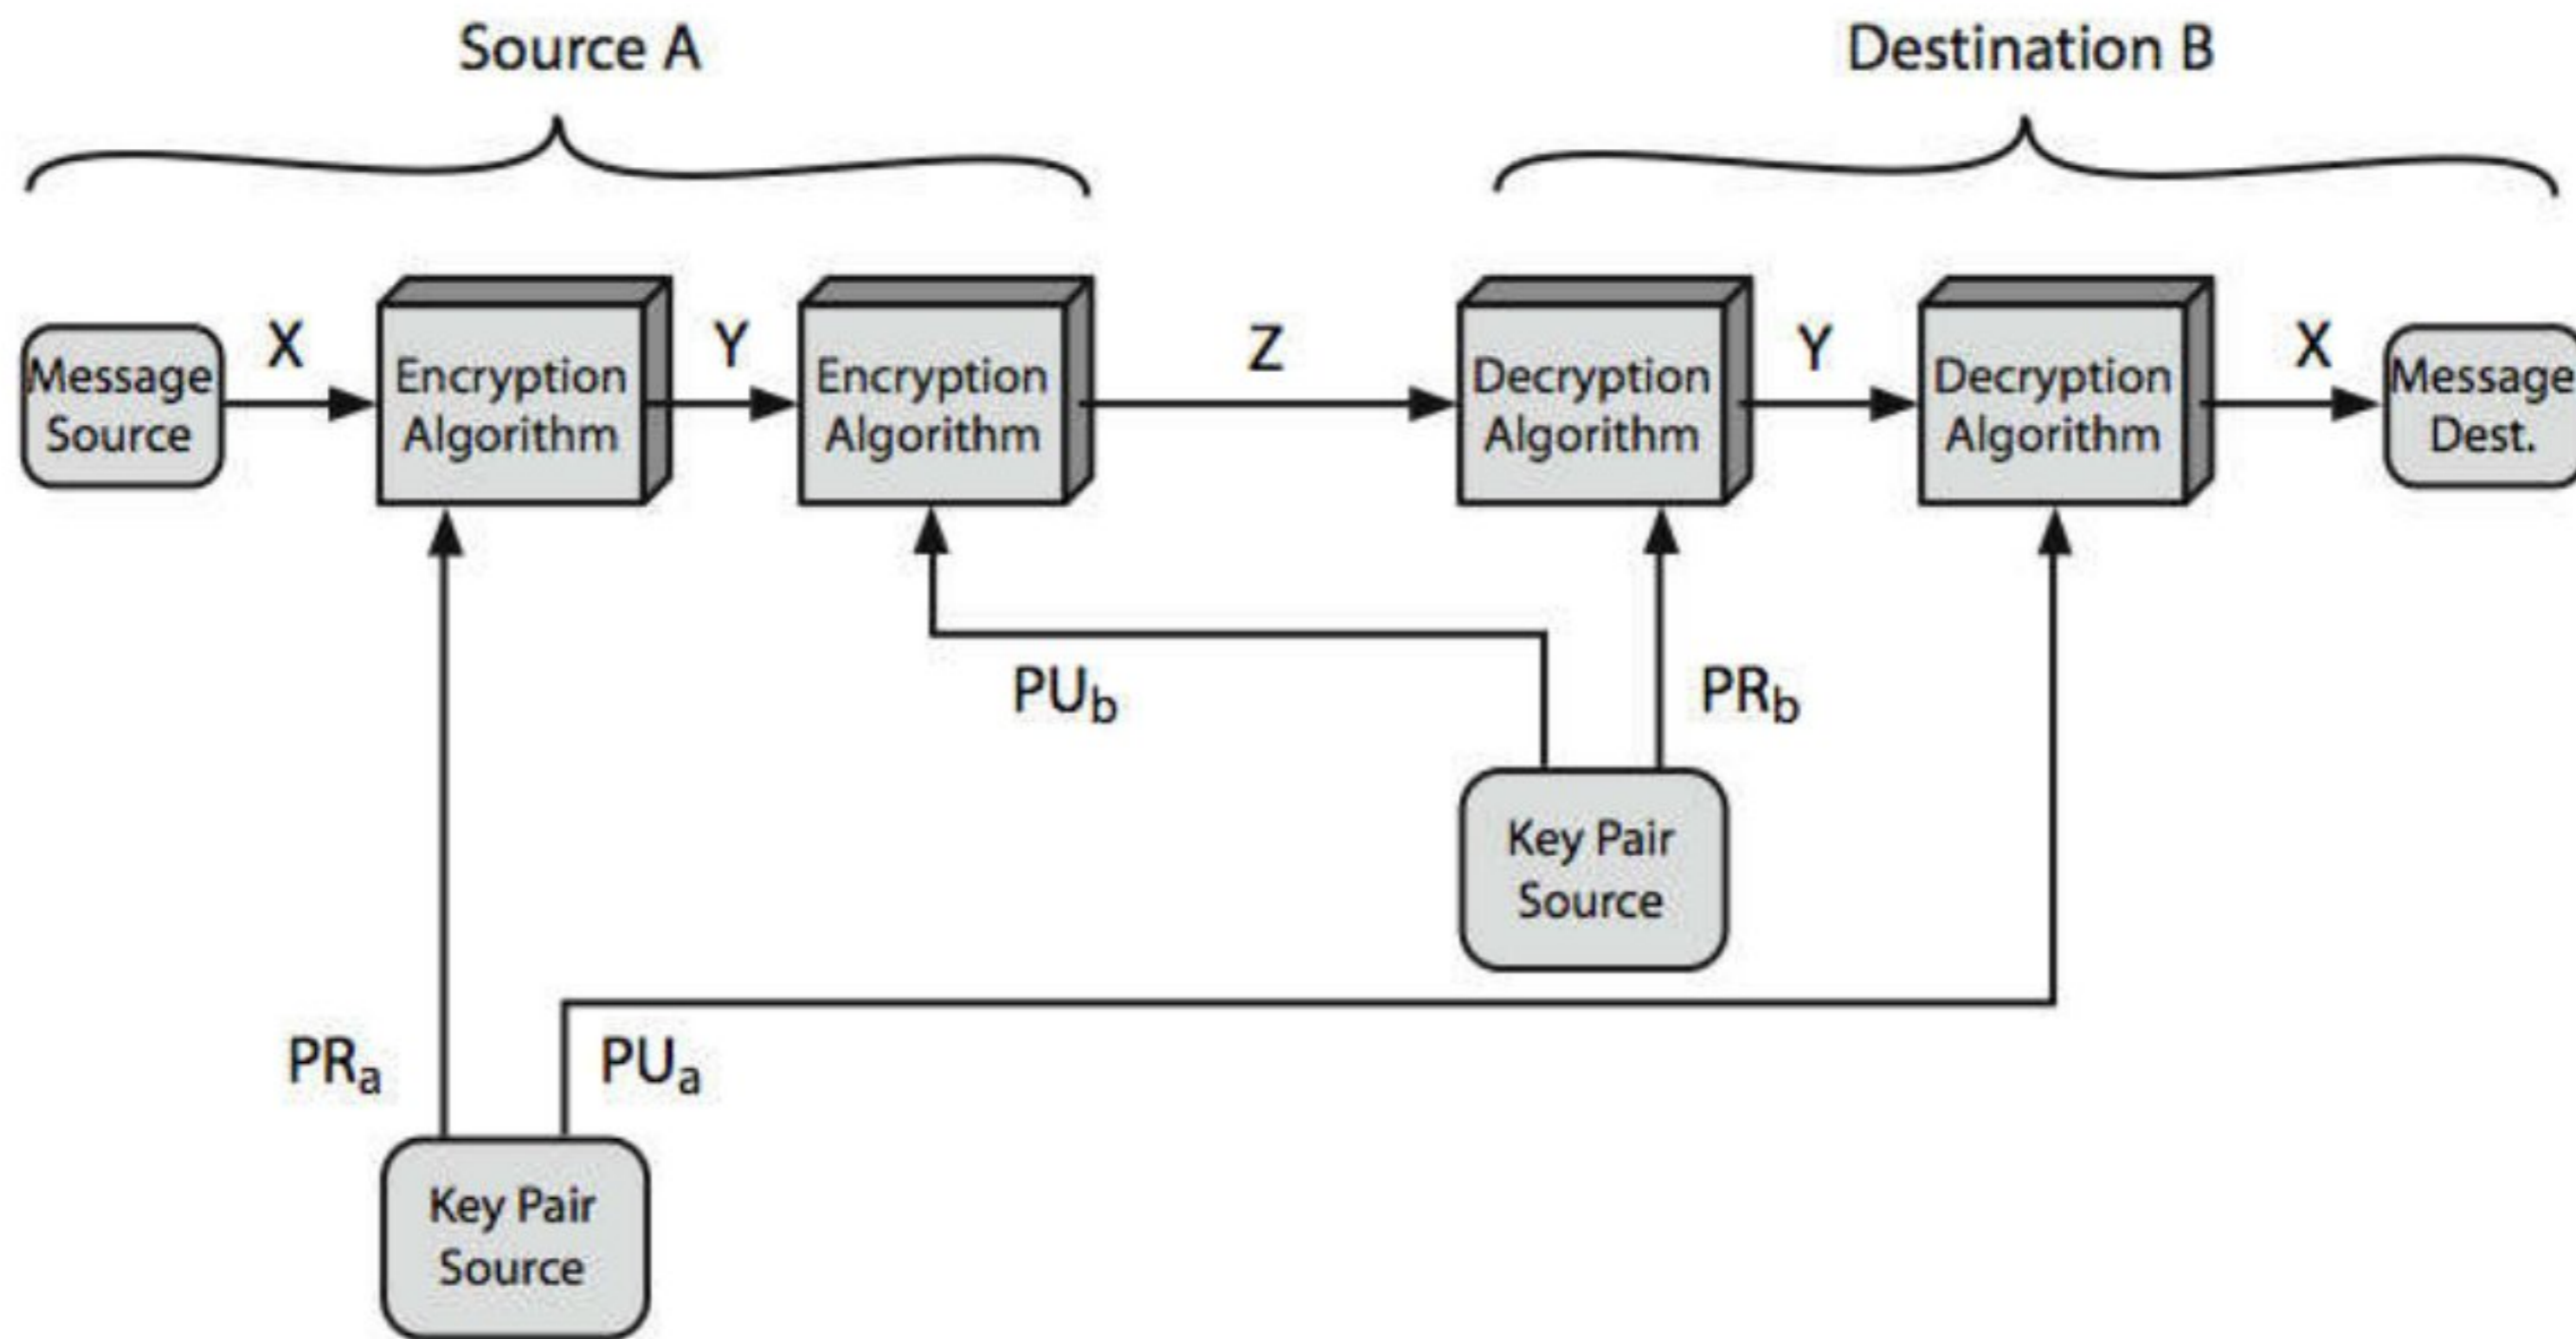 Source A
Destination B
X
Y
Z
Y
X
Message
Source
Encryption
Algorithm
Encryption
Algorithm
Decryption
Algorithm
Decryption
Algorithm
Message
Dest.
PUb
PRb
Key Pair
Source
PRa
PUa
Key Pair
Source